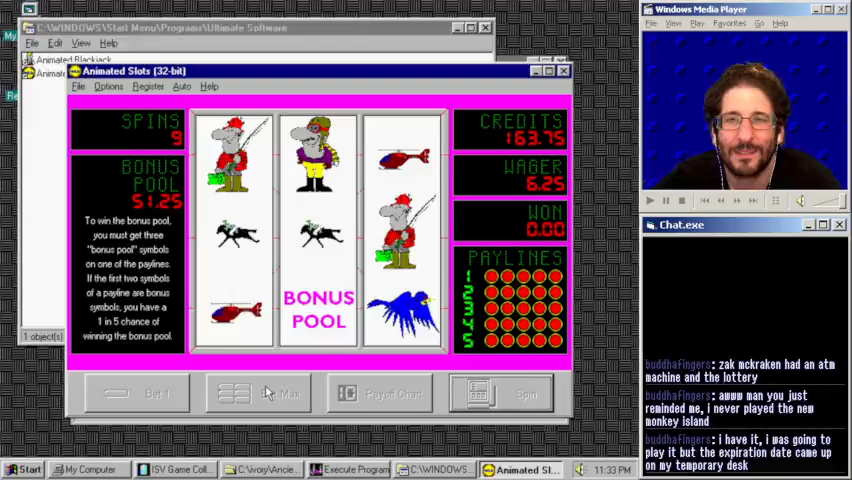 C:\WINDOWS\Start Menu\Programs\Ultimate Software
File Edit View Help
Animated Blackjack
Animated Slots (32-bit)
File Options Register Auto Help
SPINS
9
BONUS
POOL
51.25
To win the bonus pool,
you must get three
"bonus pool" symbols
on one of the paylines.
If the first two symbols
of a payline are bonus
symbols, you have a
1 in 5 chance of
winning the bonus pool.
BONUS
POOL
CREDITS
163.75
WAGER
6.25
WON
0.00
PAYLINES
1
2
3
4
5
Bet 1
Max
Payoff Chart
Spin
1 object(s)
Windows Media Player
File View Play Favorites Go Help
Chat.exe
buddhafingers: zak mckraken had an atm
machine and the lottery
buddhafingers: awww man you just
reminded me, i never played the new
monkey island
buddhafingers: i have it, i was going to
play it but the expiration date came up
on my temporary desk
Start
My Computer
ISV Game Coll...
C:\ivory\Ancie...
Execute Program
C:\WINDOWS...
Animated Sl...
11:33 PM